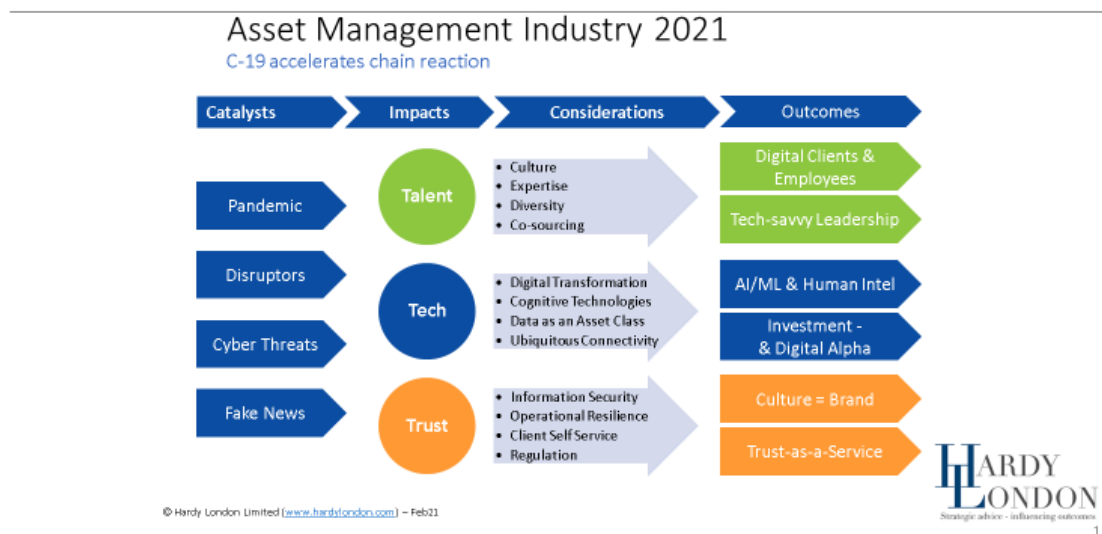 Asset Management Industry 2021
C-19 accelerates chain reaction
Catalysts
Impacts
Considerations
Outcomes
Pandemic
Disruptors
Cyber Threats
Fake News
Talent
• Culture
• Expertise
• Diversity
• Co-sourcing
Digital Clients &
Employees
Tech-savvy Leadership
Tech
• Digital Transformation
• Cognitive Technologies
• Data as an Asset Class
• Ubiquitous Connectivity
AI/ML & Human Intel
Investment -
& Digital Alpha
Trust
• Information Security
• Operational Resilience
• Client Self Service
• Regulation
Culture = Brand
Trust-as-a-Service
© Hardy London Limited (www.hardylondon.com) – Feb21
HARDY
LONDON
Strategic advice - influencing outcomes
1